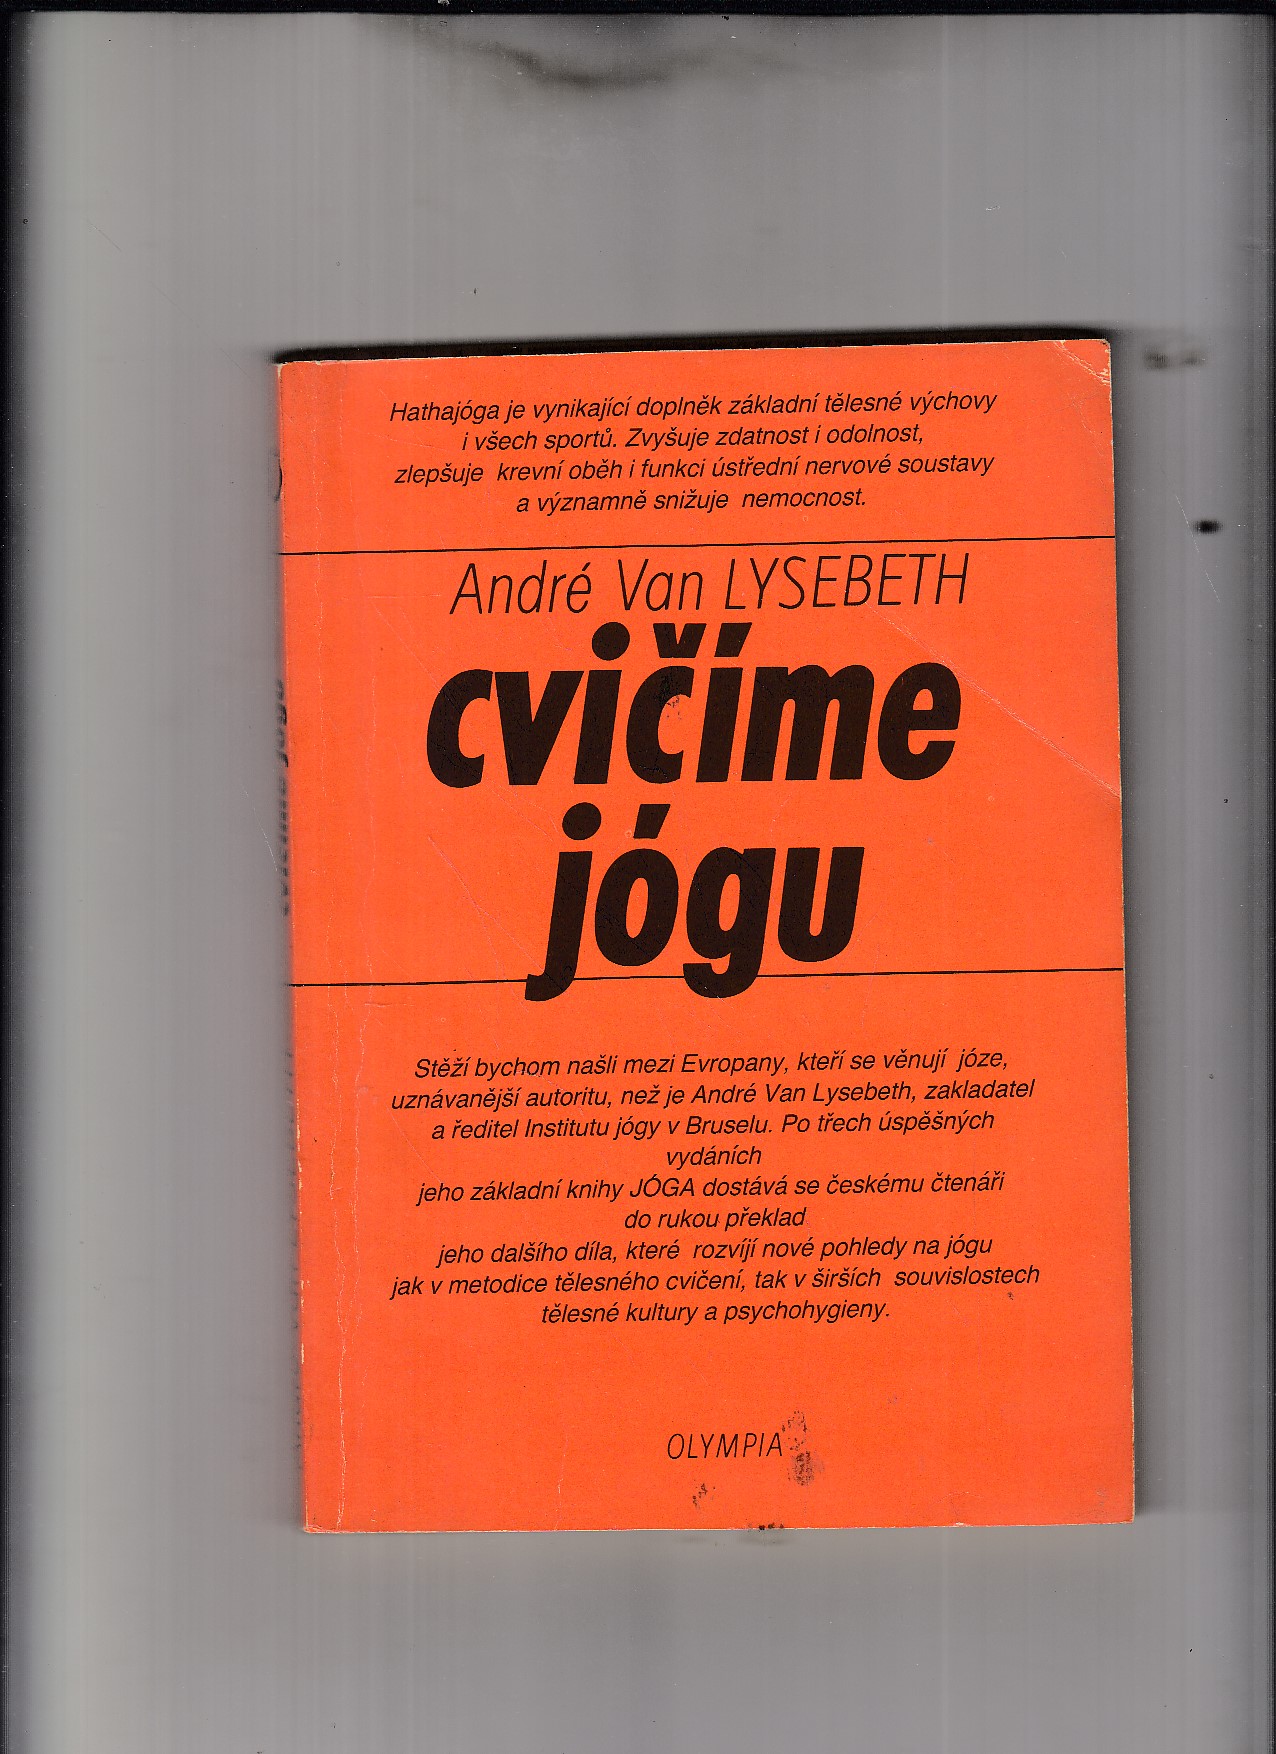 Hathajóga je vynikající doplněk základní tělesné výchovy
i všech sportů. Zvyšuje zdatnost i odolnost,
zlepšuje krevní oběh i funkci ústřední nervové soustavy
a významně snižuje nemocnost.
André Van LYSEBETH
cvičíme
jógu
Stěží bychom našli mezi Evropany, kteří se věnují józe,
uznávanější autoritu, než je André Van Lysebeth, zakladatel
a ředitel Institutu jógy v Bruselu. Po třech úspěšných
vydáních
jeho základní knihy JÓGA dostává se českému čtenáři
do rukou překlad
jeho dalšího díla, které rozvíjí nové pohledy na jógu
jak v metodice tělesného cvičení, tak v širších souvislostech
tělesné kultury a psychohygieny.
OLYMPIA